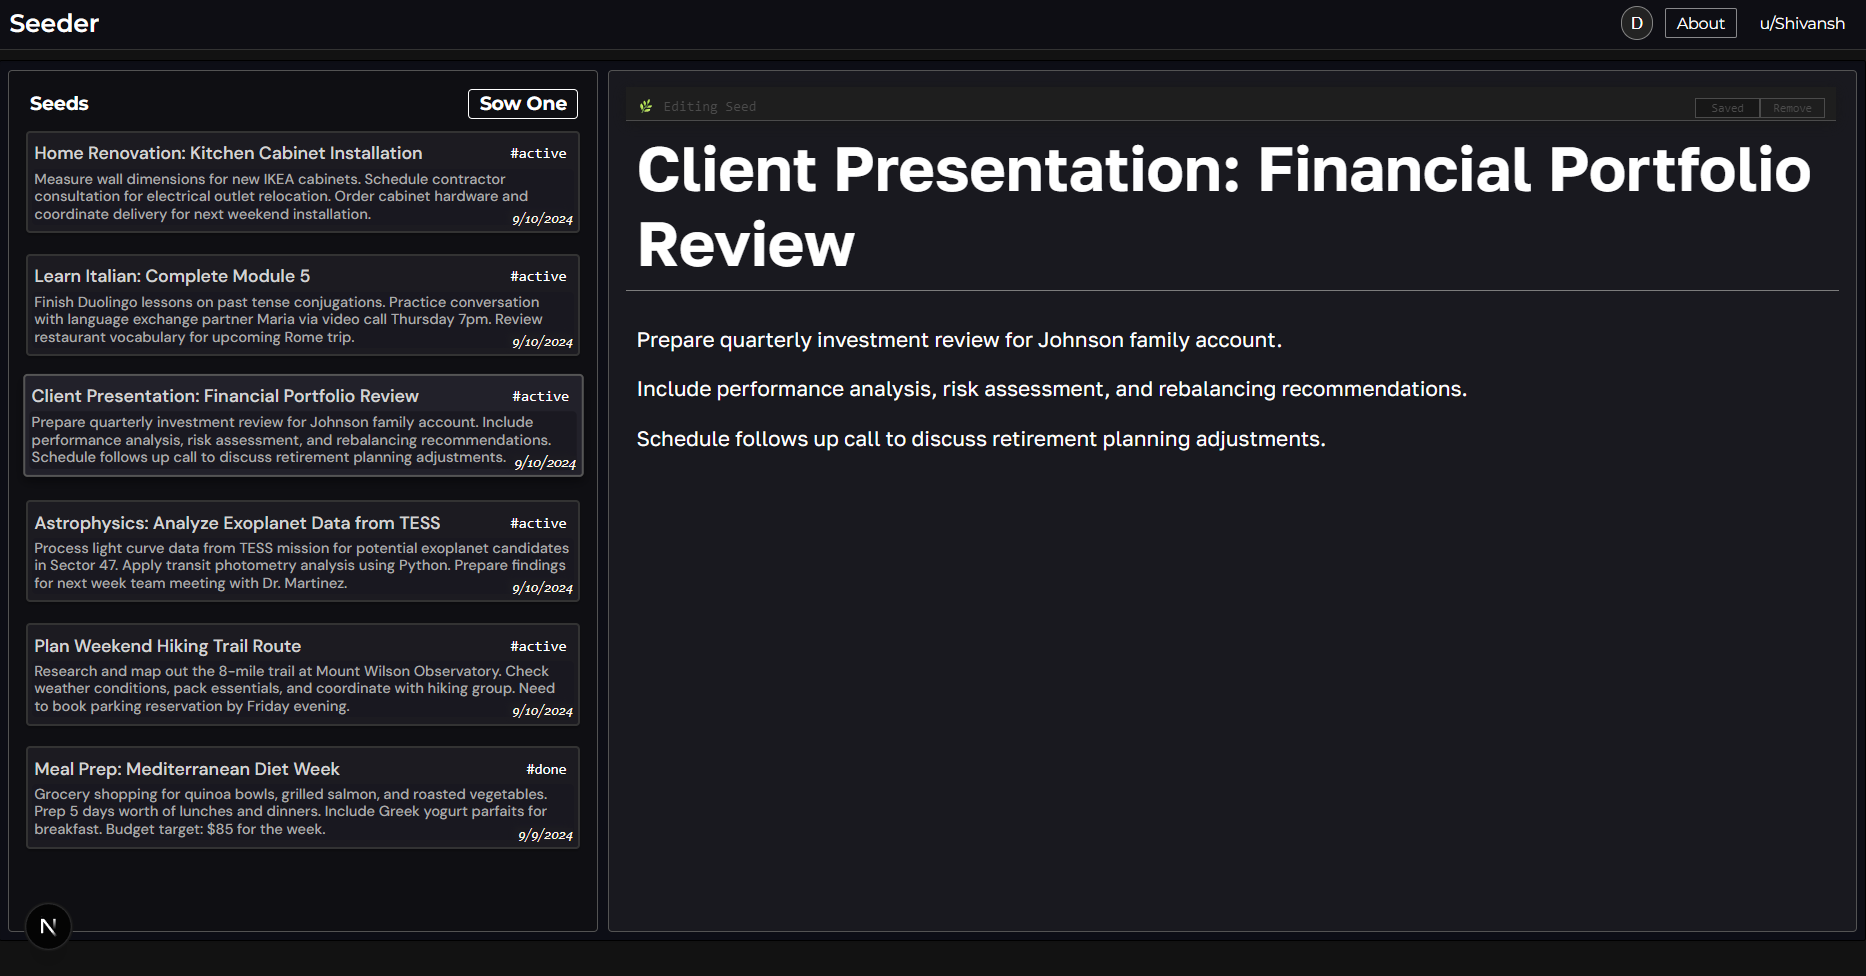 Seeder
D
About
u/Shivansh
Seeds
Sow One
Home Renovation: Kitchen Cabinet Installation
#active
Measure wall dimensions for new IKEA cabinets. Schedule contractor
consultation for electrical outlet relocation. Order cabinet hardware and
coordinate delivery for next weekend installation.
9/10/2024
Learn Italian: Complete Module 5
#active
Finish Duolingo lessons on past tense conjugations. Practice conversation
with language exchange partner Maria via video call Thursday 7pm. Review
restaurant vocabulary for upcoming Rome trip.
9/10/2024
Client Presentation: Financial Portfolio Review
#active
Prepare quarterly investment review for Johnson family account. Include
performance analysis, risk assessment, and rebalancing recommendations.
Schedule follows up call to discuss retirement planning adjustments.
9/10/2024
Astrophysics: Analyze Exoplanet Data from TESS
#active
Process light curve data from TESS mission for potential exoplanet candidates
in Sector 47. Apply transit photometry analysis using Python. Prepare findings
for next week team meeting with Dr. Martinez.
9/10/2024
Plan Weekend Hiking Trail Route
#active
Research and map out the 8-mile trail at Mount Wilson Observatory. Check
weather conditions, pack essentials, and coordinate with hiking group. Need
to book parking reservation by Friday evening.
9/10/2024
Meal Prep: Mediterranean Diet Week
#done
Grocery shopping for quinoa bowls, grilled salmon, and roasted vegetables.
Prep 5 days worth of lunches and dinners. Include Greek yogurt parfaits for
breakfast. Budget target: $85 for the week.
9/9/2024
N
Editing Seed
Saved
Remove
Client Presentation: Financial Portfolio
Review
Prepare quarterly investment review for Johnson family account.
Include performance analysis, risk assessment, and rebalancing recommendations.
Schedule follows up call to discuss retirement planning adjustments.